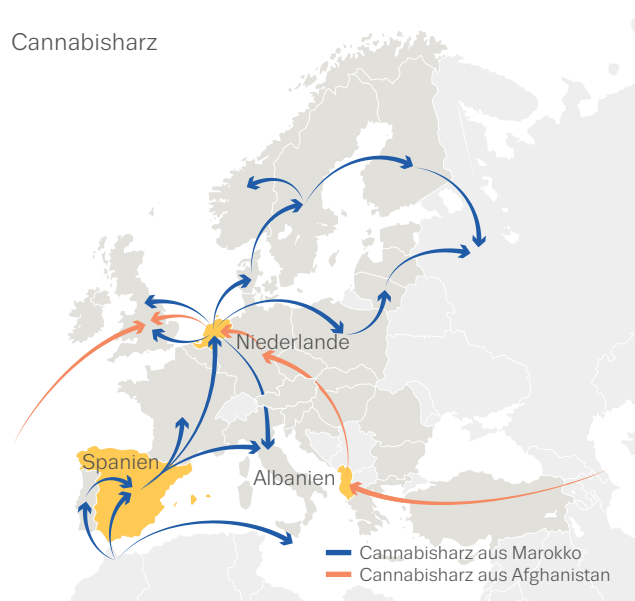 Cannabisharz
Niederlande
Spanien
Albanien
Cannabisharz aus Marokko
Cannabisharz aus Afghanistan